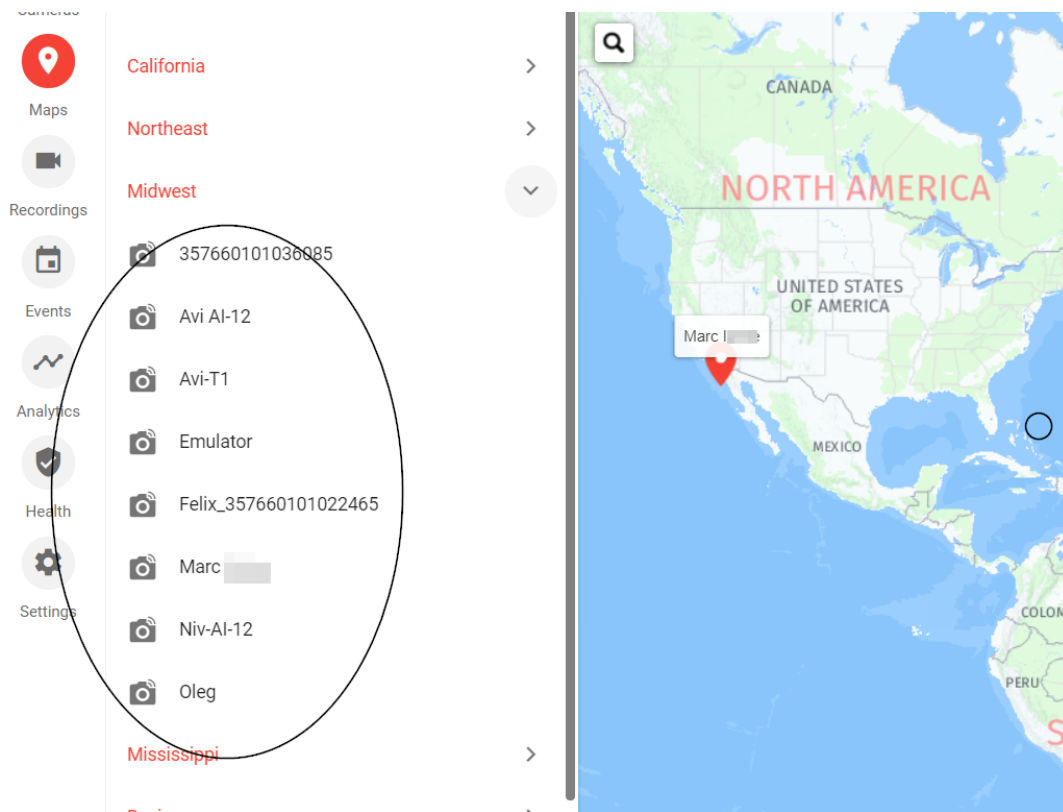 Maps
Recordings
Events
Analytics
Health
Settings
California
Northeast
Midwest
357660101036085
Avi AI-12
Avi-T1
Emulator
Felix_357660101022465
Marc
Niv-AI-12
Oleg
Mississippi
CANADA
NORTH AMERICA
UNITED STATES
OF AMERICA
Marc
MEXICO
PERU